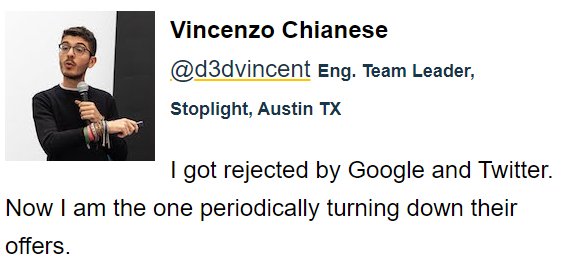 Vincenzo Chianese
@d3dvincent Eng. Team Leader,
Stoplight, Austin TX
I got rejected by Google and Twitter.
Now I am the one periodically turning down their
offers.